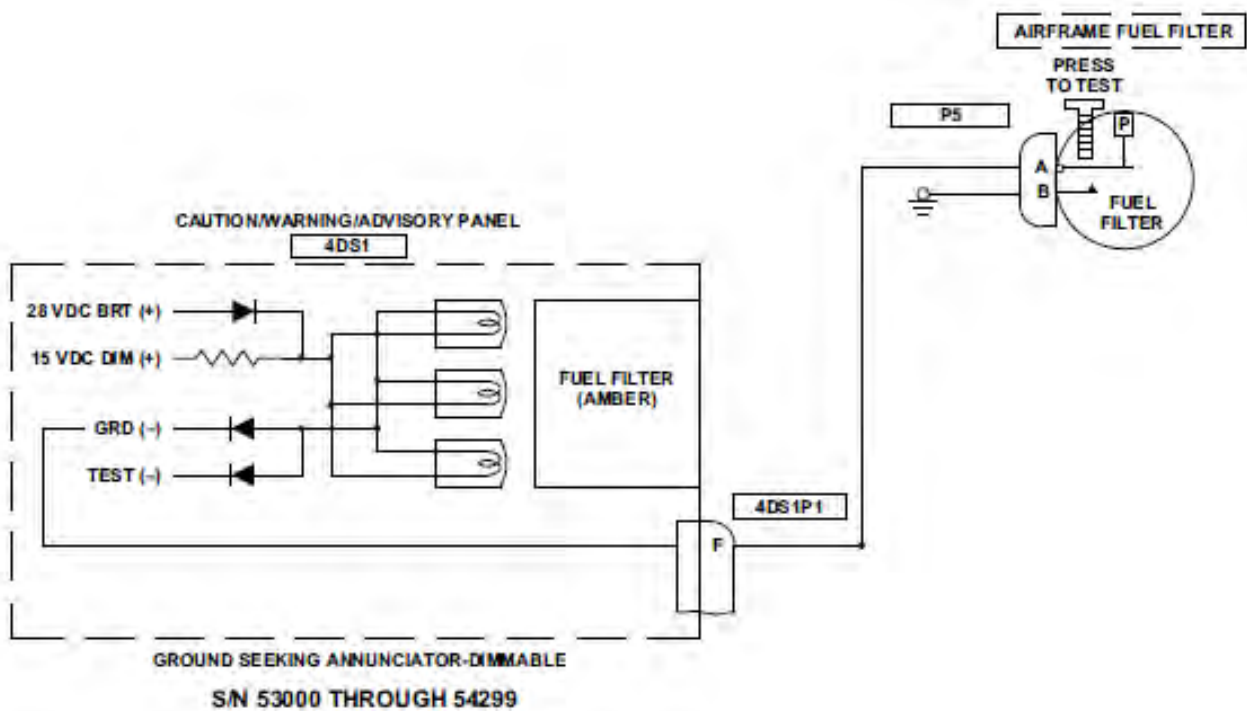 AIRFRAME FUEL FILTER
PRESS
TO TEST
P5
P
A
B
FUEL
FILTER
CAUTION/WARNING/ADVISORY PANEL
4DS1
28 VDC BRT (+)
15 VDC DIM (+)
GRD (–)
TEST (–)
FUEL FILTER
(AMBER)
4DS1P1
F
GROUND SEEKING ANNUNCIATOR-DIMMABLE
S/N 53000 THROUGH 54299